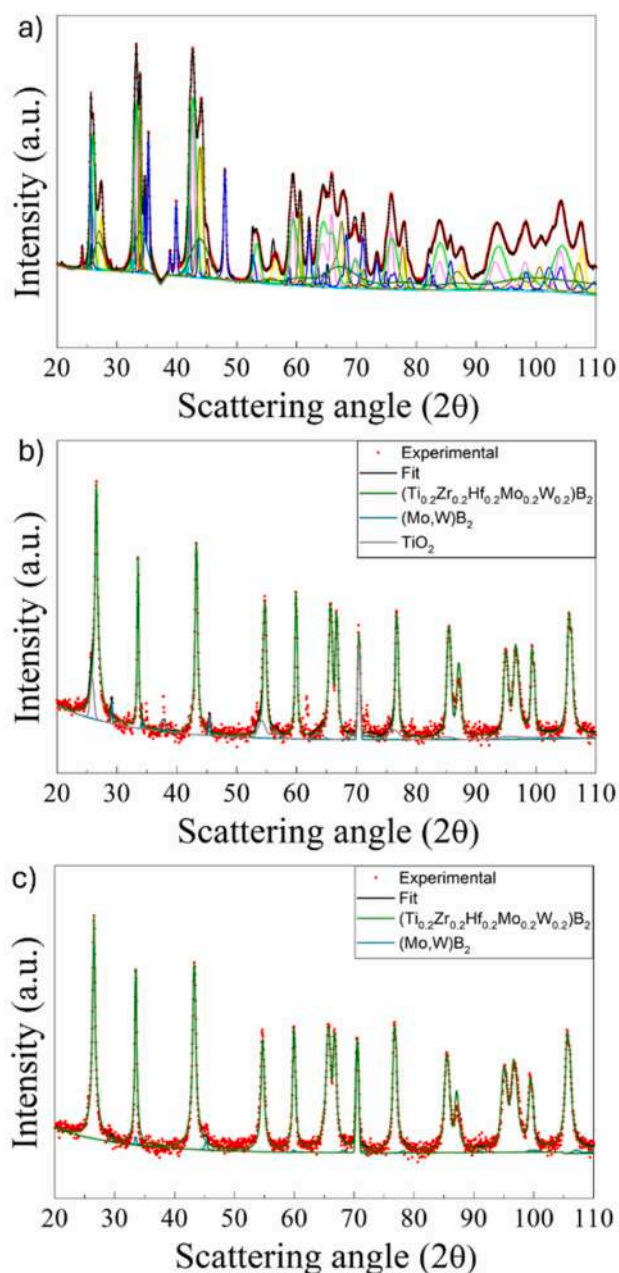 a)
Intensity (a.u.)
20 30 40 50 60 70 80 90 100 110
Scattering angle (2θ)
b)
Experimental
Fit
(Ti0.2Zr0.2Hf0.2Mo0.2W0.2)B2
(Mo,W)B2
TiO2
Intensity (a.u.)
20 30 40 50 60 70 80 90 100 110
Scattering angle (2θ)
c)
Experimental
Fit
(Ti0.2Zr0.2Hf0.2Mo0.2W0.2)B2
(Mo,W)B2
Intensity (a.u.)
20 30 40 50 60 70 80 90 100 110
Scattering angle (2θ)